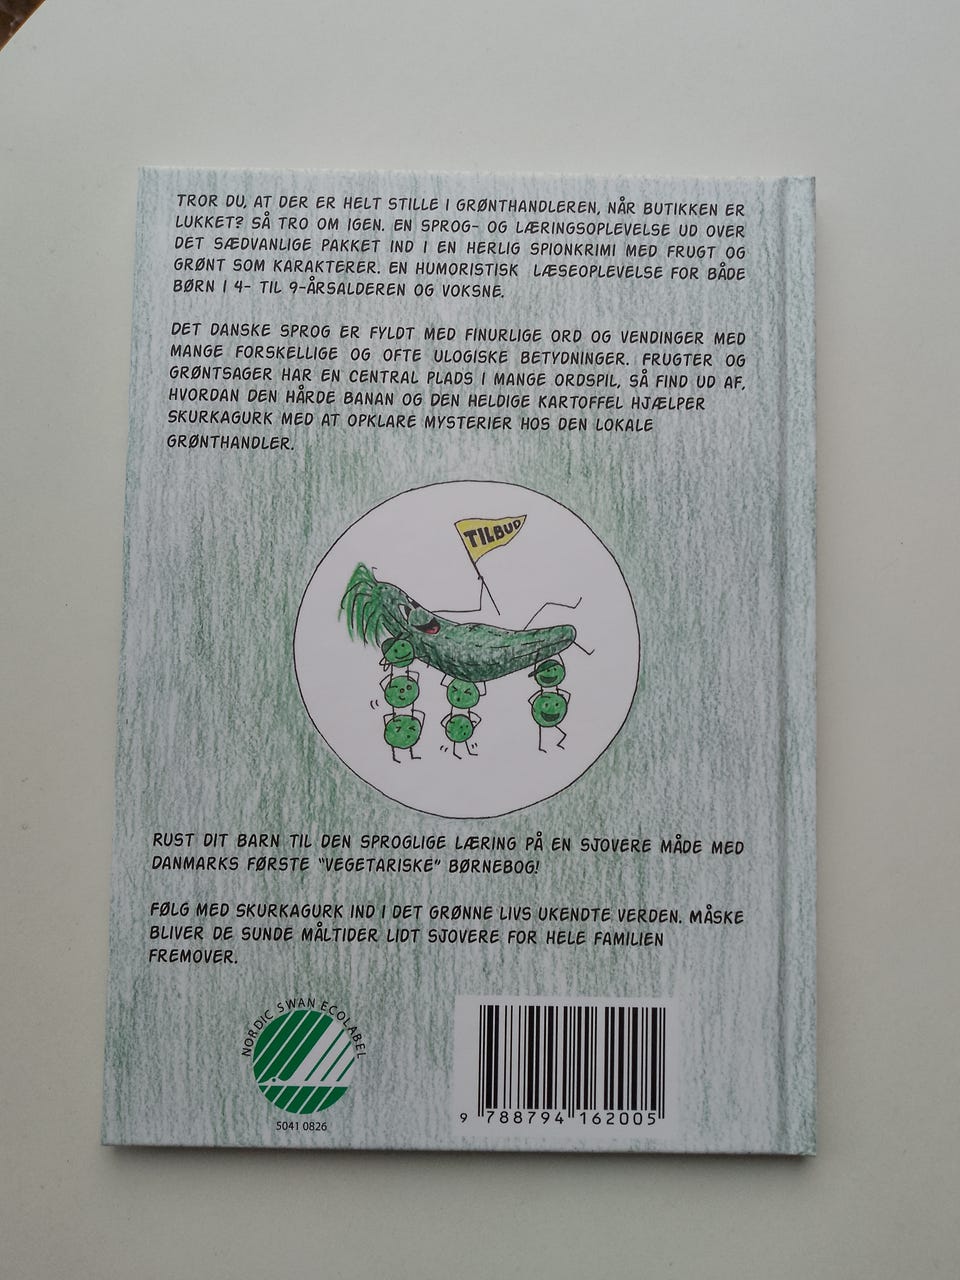 TROR DU, AT DER ER HELT STILLE I GRØNTHANDLEREN, NÅR BUTIKKEN ER
LUKKET? SÅ TRO OM IGEN. EN SPROG- OG LÆRINGSOPLEVELSE UD OVER
DET SÆDVANLIGE PAKKET IND I EN HERLIG SPIONKRIMI MED FRUGT OG
GRØNT SOM KARAKTERER. EN HUMORISTISK LÆSEOPLEVELSE FOR BÅDE
BØRN I 4- TIL 9-ÅRSALDEREN OG VOKSNE.
DET DANSKE SPROG ER FYLDT MED FINURLIGE ORD OG VENDINGER MED
MANGE FORSKELLIGE OG OFTE ULOGISKE BETYDNINGER. FRUGTER OG
GRØNTSAGER HAR EN CENTRAL PLADS I MANGE ORDSPIL, SÅ FIND UD AF,
HVORDAN DEN HÅRDE BANAN OG DEN HELDIGE KARTOFFEL HJÆLPER
SKURKAGURK MED AT OPKLARE MYSTERIER HOS DEN LOKALE
GRØNTHANDLER.
TILBUD
RUST DIT BARN TIL DEN SPROGLIGE LÆRING PÅ EN SJOVERE MÅDE MED
DANMARKS FØRSTE "VEGETARISKE" BØRNEBOG!
FØLG MED SKURKAGURK IND I DET GRØNNE LIVS UKENDTE VERDEN. MÅSKE
BLIVER DE SUNDE MÅLTIDER LIDT SJOVERE FOR HELE FAMILIEN
FREMOVER.
NORDIC SWAN ECOLABEL
5041 0826
9 788794 162005